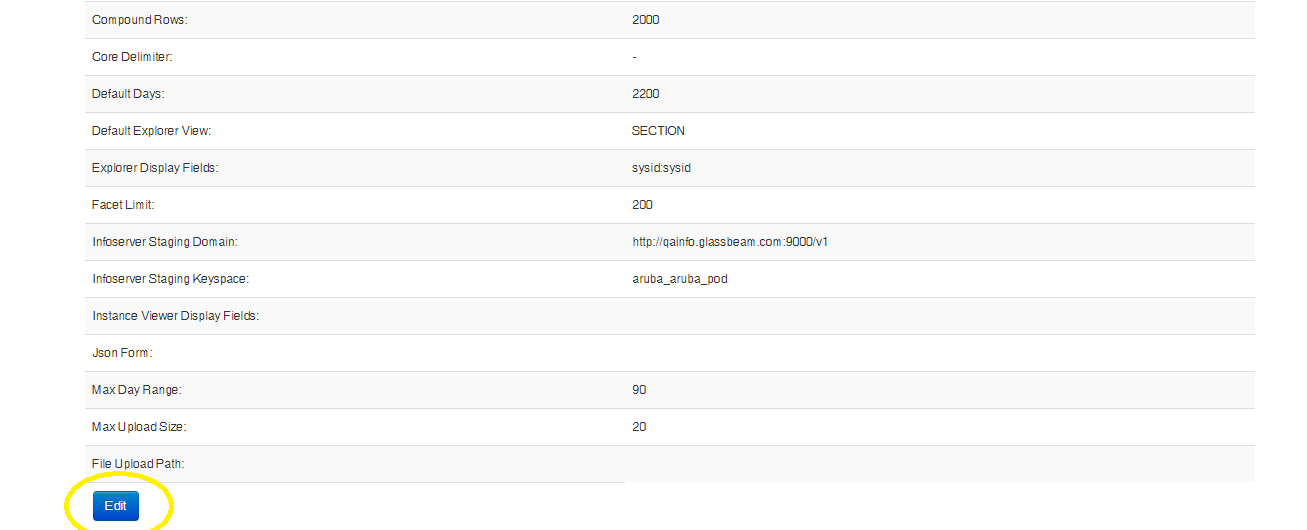 Compound Rows: 2000
Core Delimiter: -
Default Days: 2200
Default Explorer View: SECTION
Explorer Display Fields: sysid:sysid
Facet Limit: 200
Infoserver Staging Domain: http://qainfo.glassbeam.com:9000/v1
Infoserver Staging Keyspace: aruba_aruba_pod
Instance Viewer Display Fields:
Json Form:
Max Day Range: 90
Max Upload Size: 20
File Upload Path:
Edit